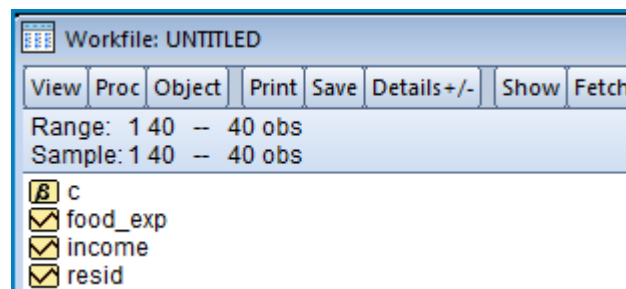 Workfile: UNTITLED
View Proc Object Print Save Details+/- Show Fetch
Range: 1 40 -- 40 obs
Sample: 1 40 -- 40 obs
β c
food_exp
income
resid